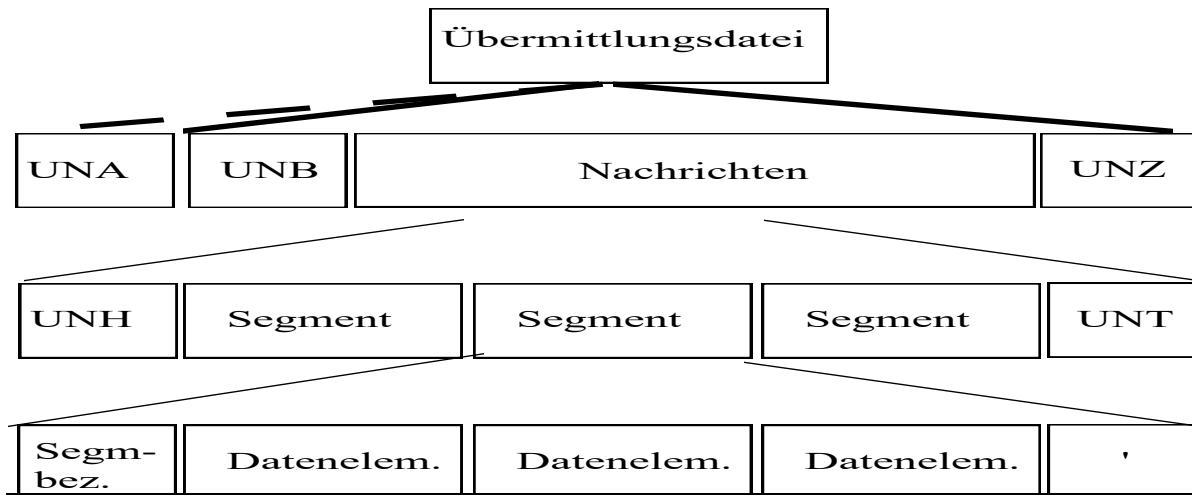 Übermittlungsdatei
UNA UNB Nachrichten UNZ
UNH Segment Segment Segment UNT
Segm-
bez. Datenelem. Datenelem. Datenelem. '